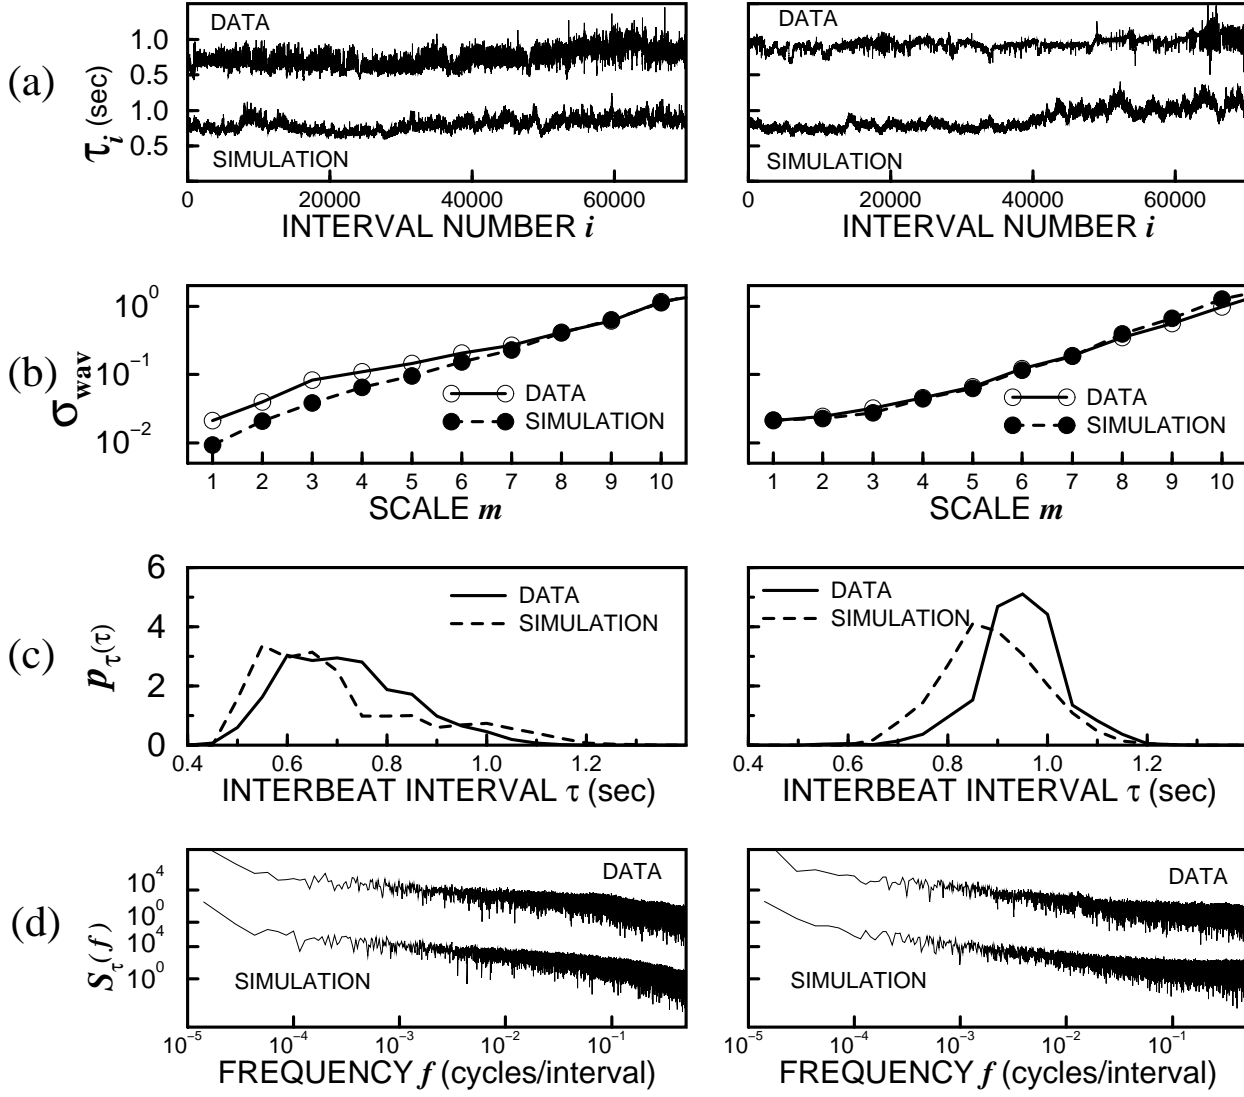 (a)
τi (sec)
1.0
0.5
1.0
0.5
DATA
SIMULATION
0 20000 40000 60000
INTERVAL NUMBER i
DATA
SIMULATION
0 20000 40000 60000
INTERVAL NUMBER i
(b)
σwav
10^0
10^−1
10^−2
DATA
SIMULATION
1 2 3 4 5 6 7 8 9 10
SCALE m
DATA
SIMULATION
1 2 3 4 5 6 7 8 9 10
SCALE m
(c)
pτ(τ)
6
4
2
0
DATA
SIMULATION
0.4 0.6 0.8 1.0 1.2
INTERBEAT INTERVAL τ (sec)
DATA
SIMULATION
0.4 0.6 0.8 1.0 1.2
INTERBEAT INTERVAL τ (sec)
(d)
Sτ(f)
10^4
10^0
10^4
10^0
DATA
SIMULATION
10^−5 10^−4 10^−3 10^−2 10^−1
FREQUENCY f (cycles/interval)
DATA
SIMULATION
10^−5 10^−4 10^−3 10^−2 10^−1
FREQUENCY f (cycles/interval)